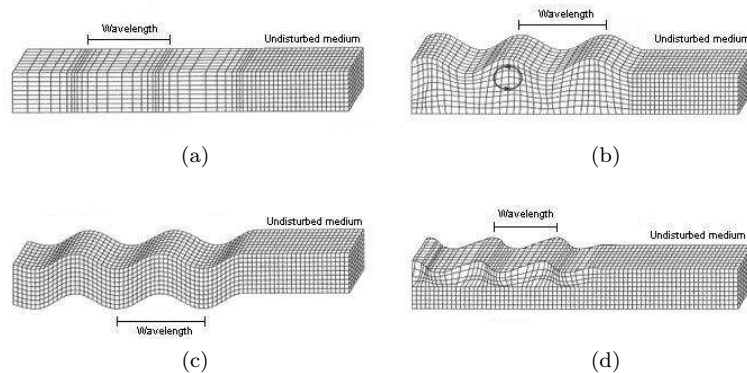 Wavelength
Undisturbed medium
(a)
Wavelength
Undisturbed medium
(b)
Undisturbed medium
Wavelength
(c)
Wavelength
Undisturbed medium
(d)